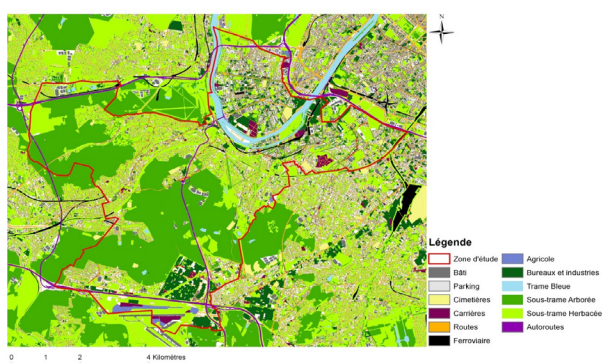 N
Légende
Zone d'étude
Bâti
Parking
Cimetières
Carrières
Routes
Ferroviaire
Agricole
Bureaux et industries
Trame Bleue
Sous-trame Arborée
Sous-trame Herbacée
Autoroutes
0 1 2 4 Kilomètres